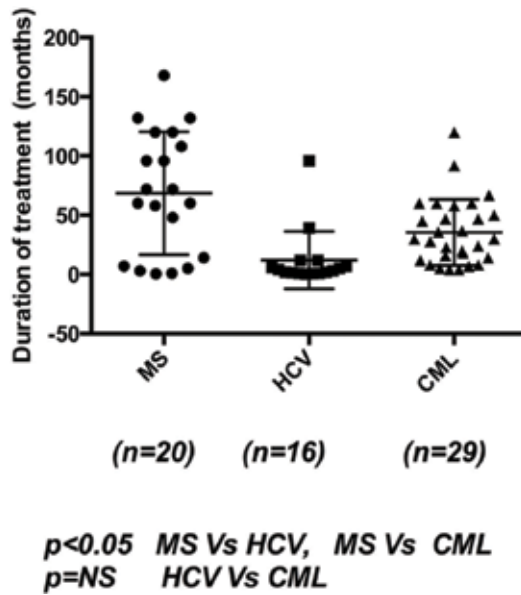 Duration of treatment (months)
200
150
100
50
0
-50
MS HCV CML
(n=20) (n=16) (n=29)
p<0.05 MS Vs HCV, MS Vs CML
p=NS HCV Vs CML